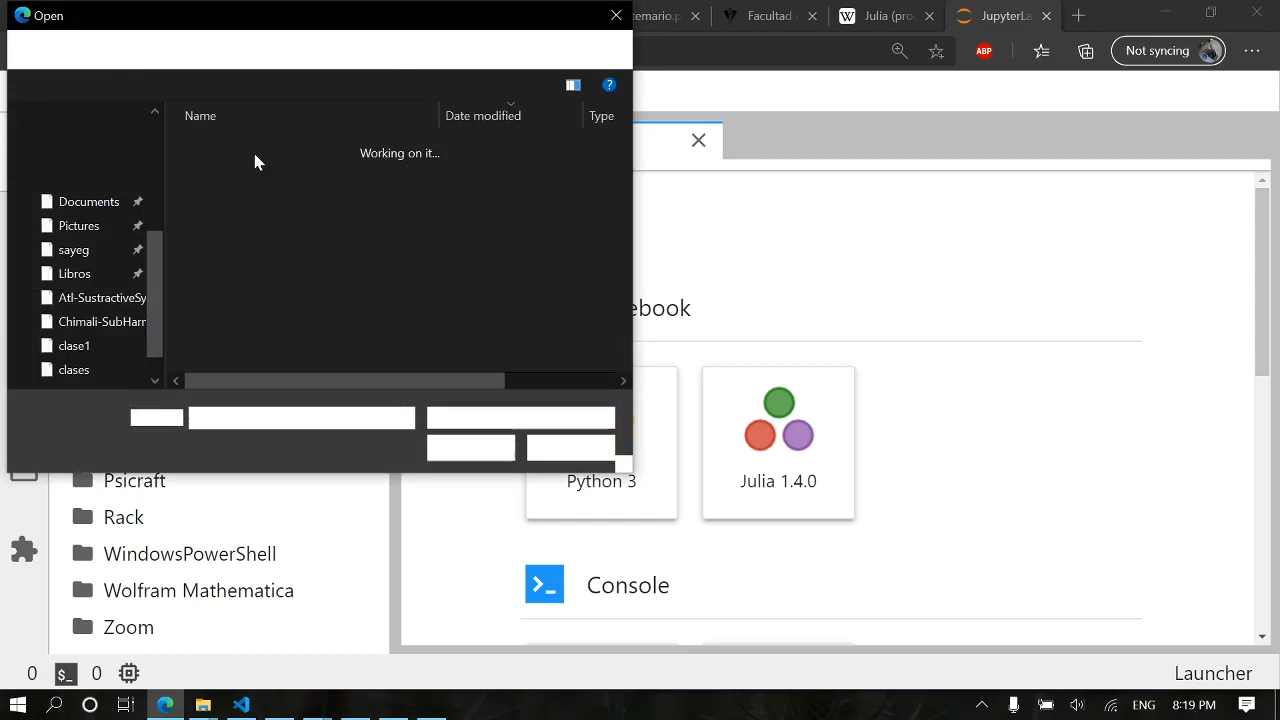 Open
temario.p
Facultad
Julia (pro
JupyterLa
ABP
Not syncing
Name
Date modified
Type
Working on it...
Documents
Pictures
sayeg
Libros
Atl-SustractiveSy
Chimali-SubHarr
clase1
clases
ebook
Python 3
Julia 1.4.0
Psicraft
Rack
WindowsPowerShell
Wolfram Mathematica
Zoom
Console
0
0
Launcher
ENG
8:19 PM